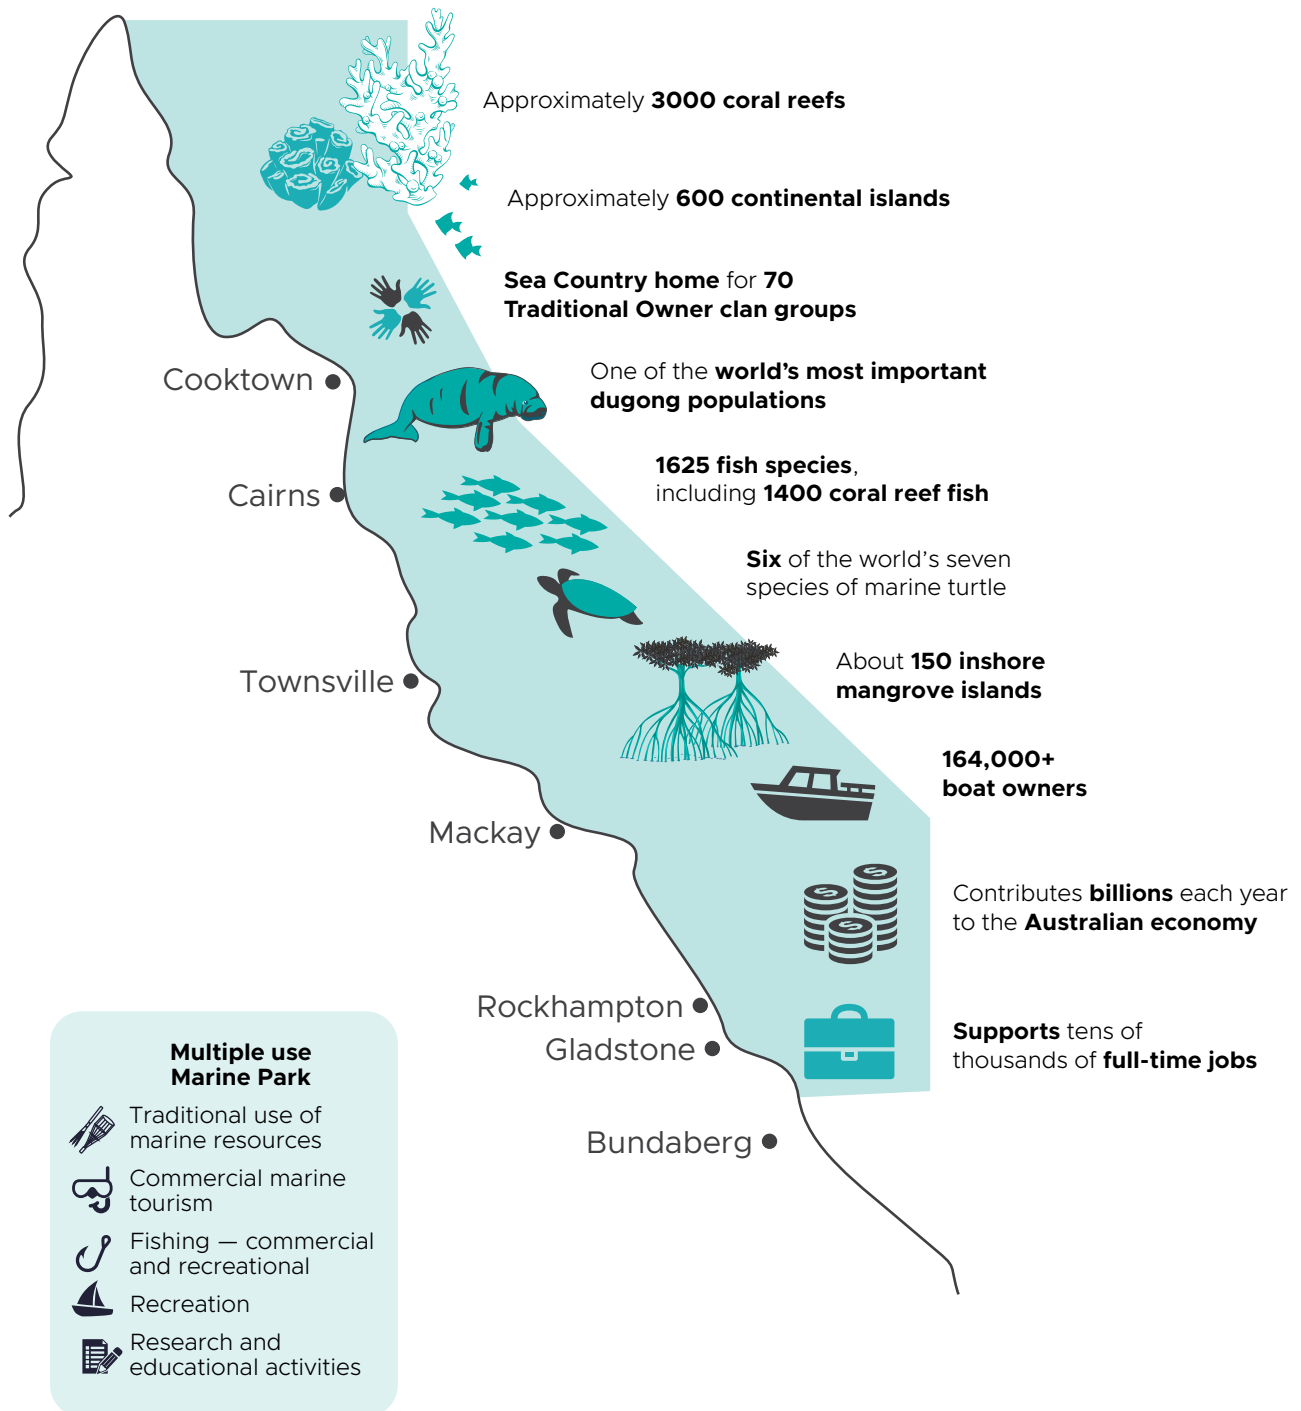 Approximately 3000 coral reefs
Approximately 600 continental islands
Sea Country home for 70
Traditional Owner clan groups
Cooktown
One of the world's most important
dugong populations
1625 fish species,
including 1400 coral reef fish
Cairns
Six of the world's seven
species of marine turtle
Townsville
About 150 inshore
mangrove islands
164,000+
boat owners
Mackay
Contributes billions each year
to the Australian economy
Rockhampton
Gladstone
Supports tens of
thousands of full-time jobs
Bundaberg
Multiple use
Marine Park
Traditional use of
marine resources
Commercial marine
tourism
Fishing — commercial
and recreational
Recreation
Research and
educational activities